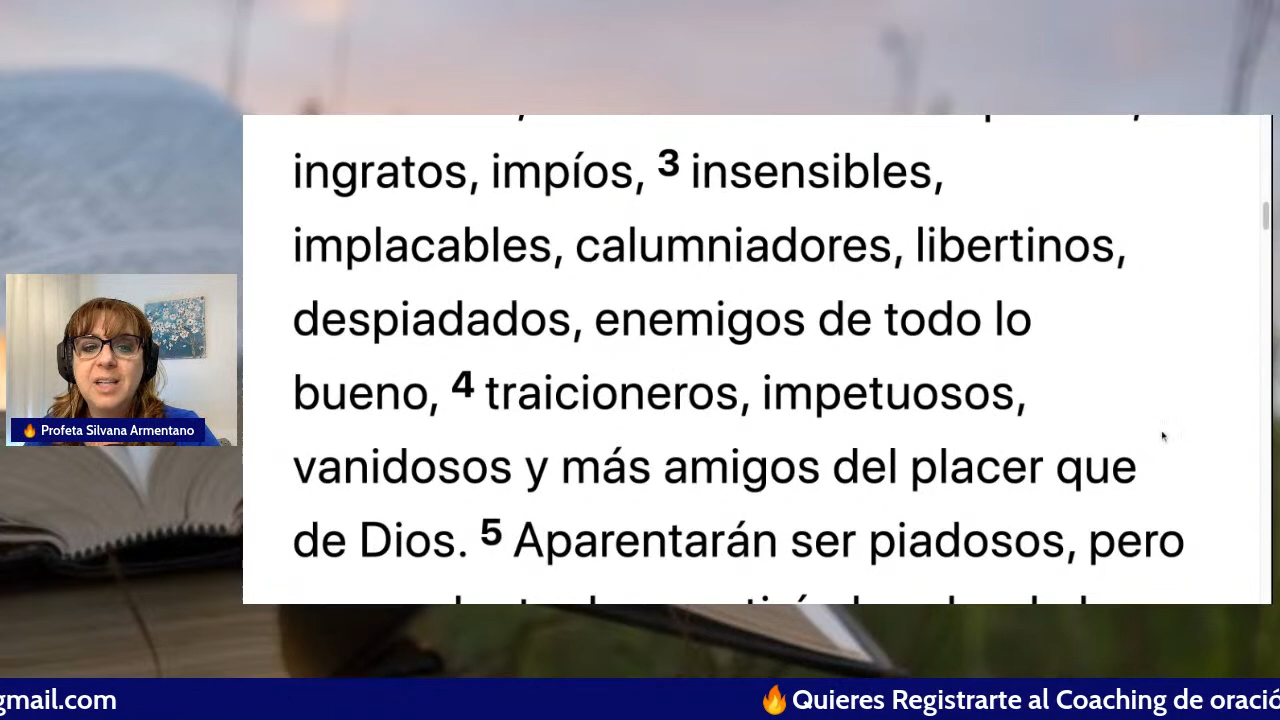 ingratos, impíos, 3 insensibles,
implacables, calumniadores, libertinos,
despiadados, enemigos de todo lo
bueno, 4 traicioneros, impetuosos,
vanidosos y más amigos del placer que
de Dios. 5 Aparentarán ser piadosos, pero
🔥 Profeta Silvana Armentano
gmail.com 🔥 Quieres Registrarte al Coaching de